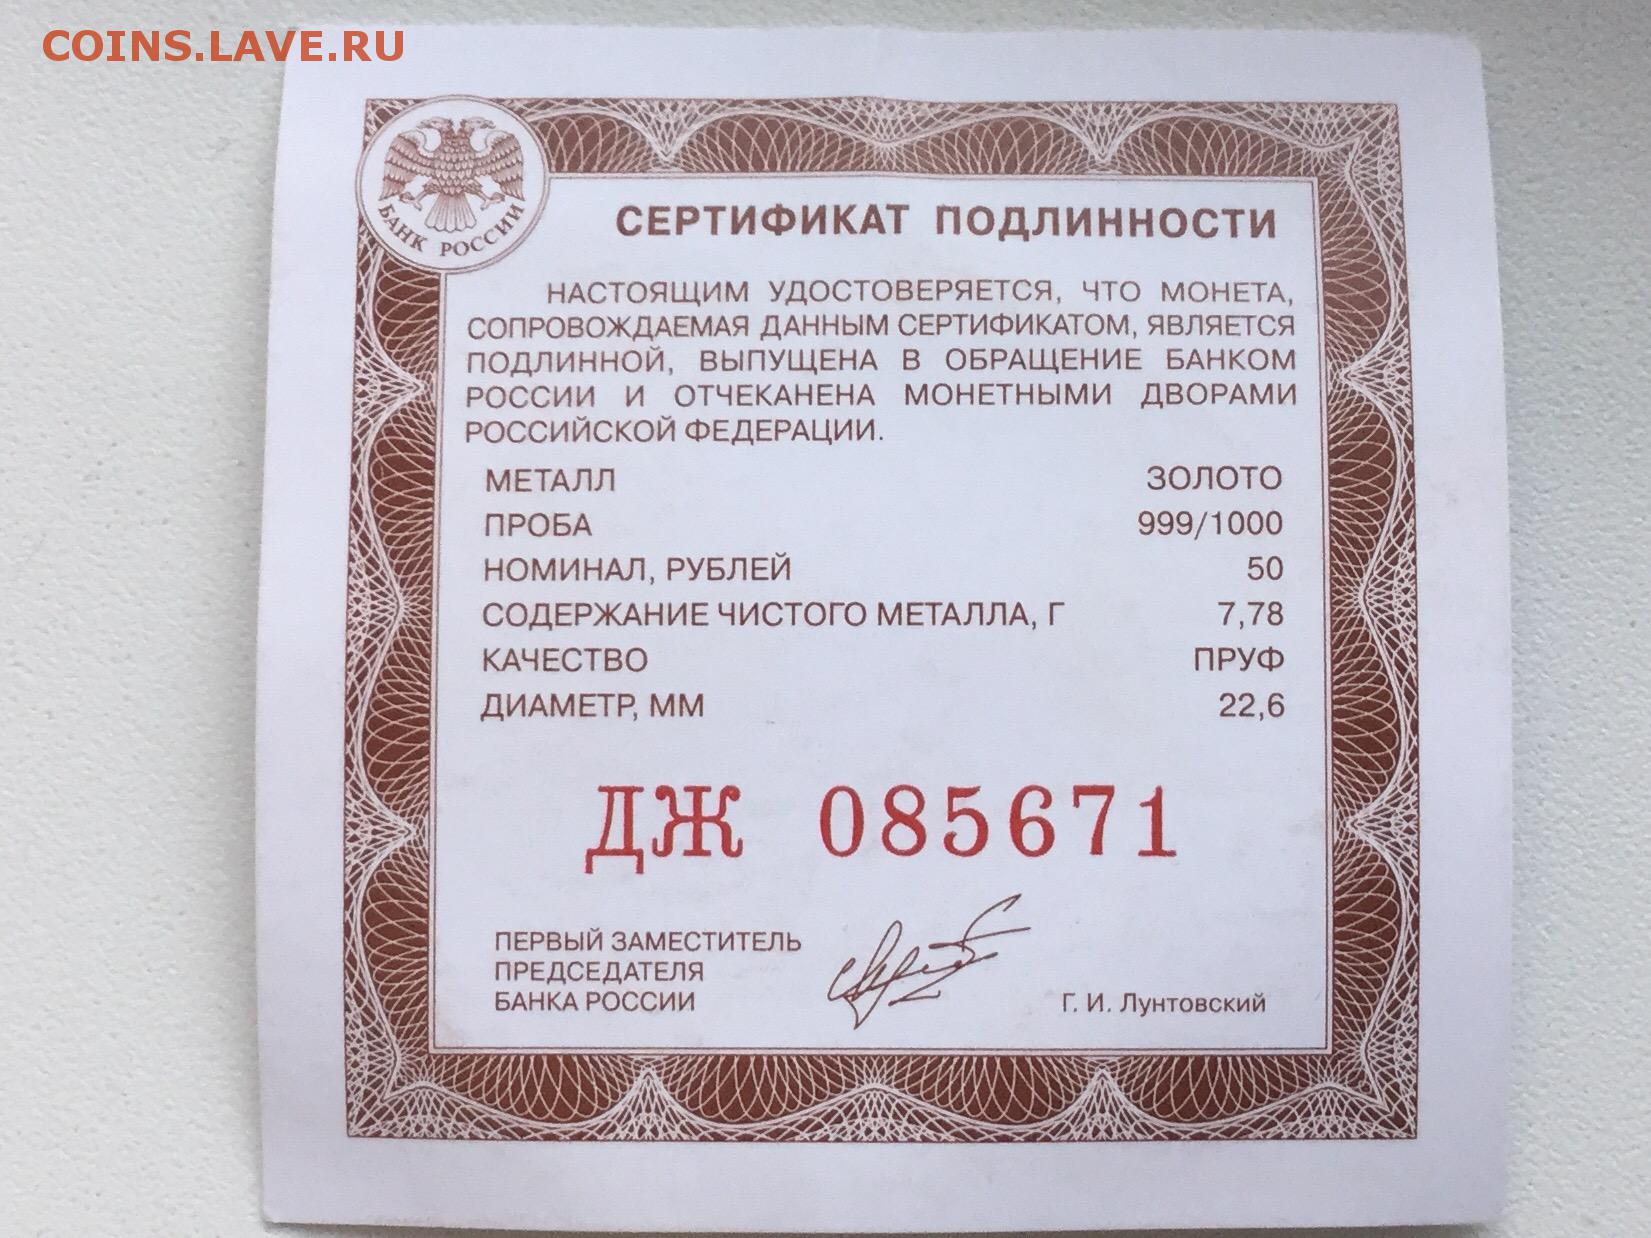 COINS.LAVE.RU
БАНК РОССИИ
СЕРТИФИКАТ ПОДЛИННОСТИ
НАСТОЯЩИМ УДОСТОВЕРЯЕТСЯ, ЧТО МОНЕТА,
СОПРОВОЖДАЕМАЯ ДАННЫМ СЕРТИФИКАТОМ, ЯВЛЯЕТСЯ
ПОДЛИННОЙ, ВЫПУЩЕНА В ОБРАЩЕНИЕ БАНКОМ
РОССИИ И ОТЧЕКАНЕНА МОНЕТНЫМИ ДВОРАМИ
РОССИЙСКОЙ ФЕДЕРАЦИИ.
МЕТАЛЛ ЗОЛОТО
ПРОБА 999/1000
НОМИНАЛ, РУБЛЕЙ 50
СОДЕРЖАНИЕ ЧИСТОГО МЕТАЛЛА, Г 7,78
КАЧЕСТВО ПРУФ
ДИАМЕТР, ММ 22,6
ДЖ 085671
ПЕРВЫЙ ЗАМЕСТИТЕЛЬ
ПРЕДСЕДАТЕЛЯ
БАНКА РОССИИ Г. И. Лунтовский